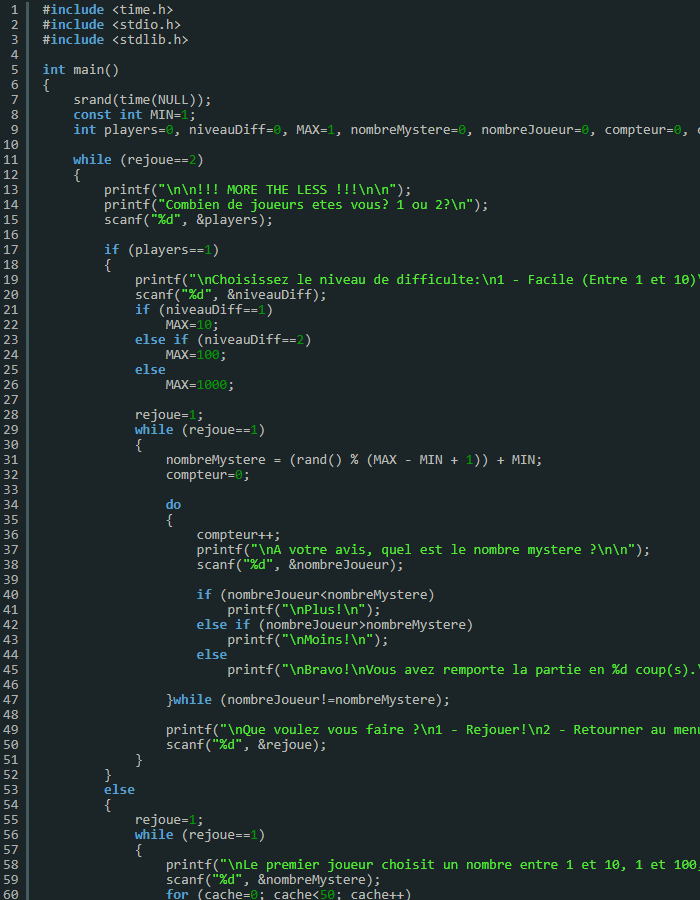 1 #include <time.h>
2 #include <stdio.h>
3 #include <stdlib.h>
4
5 int main()
6 {
7     srand(time(NULL));
8     const int MIN=1;
9     int players=0, niveauDiff=0, MAX=1, nombreMystere=0, nombreJoueur=0, compteur=0,
10
11     while (rejoue==2)
12     {
13         printf("\n\n!!! MORE THE LESS !!!\n\n");
14         printf("Combien de joueurs etes vous? 1 ou 2?\n");
15         scanf("%d", &players);
16
17         if (players==1)
18         {
19             printf("\nChoisissez le niveau de difficulte:\n1 - Facile (Entre 1 et 10)\
20             scanf("%d", &niveauDiff);
21             if (niveauDiff==1)
22                 MAX=10;
23             else if (niveauDiff==2)
24                 MAX=100;
25             else
26                 MAX=1000;
27
28             rejoue=1;
29             while (rejoue==1)
30             {
31                 nombreMystere = (rand() % (MAX - MIN + 1)) + MIN;
32                 compteur=0;
33
34                 do
35                 {
36                     compteur++;
37                     printf("\nA votre avis, quel est le nombre mystere ?\n\n");
38                     scanf("%d", &nombreJoueur);
39
40                     if (nombreJoueur<nombreMystere)
41                         printf("\nPlus!\n");
42                     else if (nombreJoueur>nombreMystere)
43                         printf("\nMoins!\n");
44                     else
45                         printf("\nBravo!\nVous avez remporte la partie en %d coup(s).\
46
47                 }while (nombreJoueur!=nombreMystere);
48
49                 printf("\nQue voulez vous faire ?\n1 - Rejouer!\n2 - Retourner au menu
50                 scanf("%d", &rejoue);
51             }
52         }
53         else
54         {
55             rejoue=1;
56             while (rejoue==1)
57             {
58                 printf("\nLe premier joueur choisit un nombre entre 1 et 10, 1 et 100,
59                 scanf("%d", &nombreMystere);
60                 for (cache=0; cache<50; cache++)